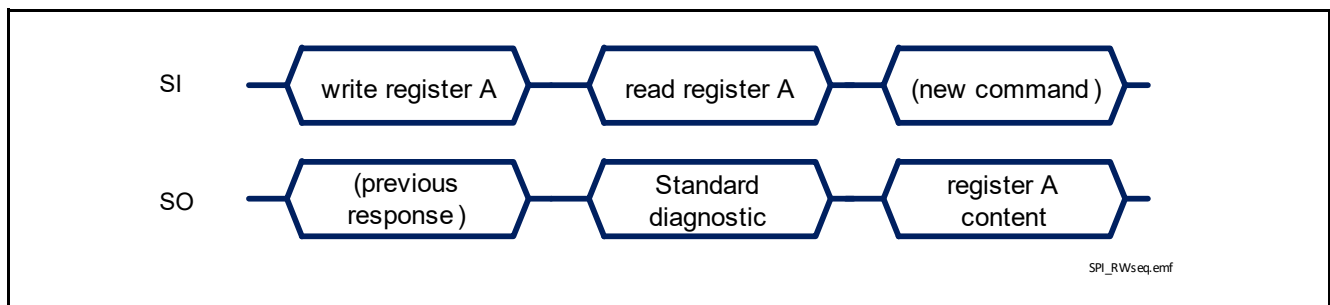 SI
write register A
read register A
(new command)
SO
(previous
response)
Standard
diagnostic
register A
content
SPI_RWseq.emf